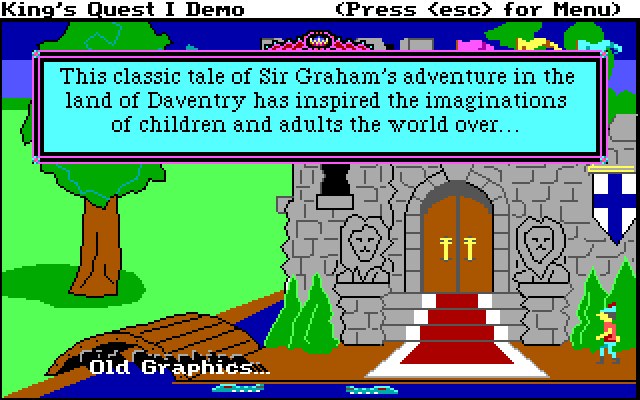 King's Quest I Demo (Press <esc> for Menu)
This classic tale of Sir Graham's adventure in the
land of Daventry has inspired the imaginations
of children and adults the world over...
Old Graphics...